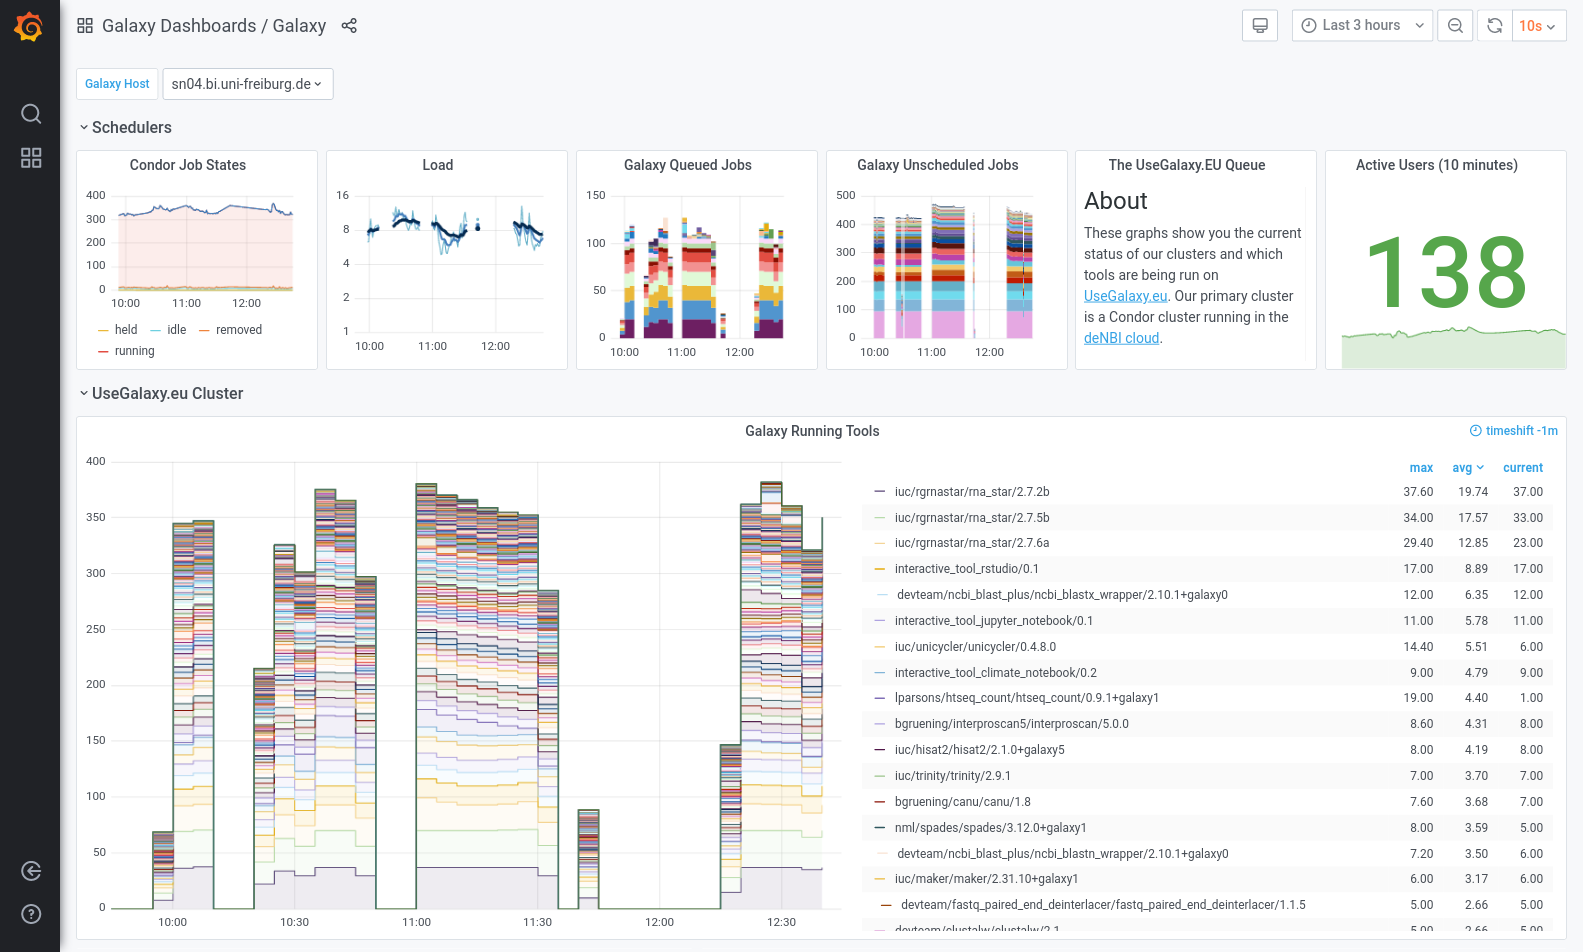 Galaxy Dashboards / Galaxy
Last 3 hours
10s
Galaxy Host
sn04.bi.uni-freiburg.de
Schedulers
Condor Job States
400
300
200
100
0
10:00 11:00 12:00
held idle removed
running
Load
16
8
4
2
1
10:00 11:00 12:00
Galaxy Queued Jobs
150
100
50
0
10:00 11:00 12:00
Galaxy Unscheduled Jobs
500
400
300
200
100
0
10:00 11:00 12:00
The UseGalaxy.EU Queue
About
These graphs show you the current
status of our clusters and which
tools are being run on
UseGalaxy.eu. Our primary cluster
is a Condor cluster running in the
deNBI cloud.
Active Users (10 minutes)
138
UseGalaxy.eu Cluster
Galaxy Running Tools
timeshift -1m
400
350
300
250
200
150
100
50
0
10:00 10:30 11:00 11:30 12:00 12:30
max avg current
iuc/rgrnastar/rna_star/2.7.2b 37.60 19.74 37.00
iuc/rgrnastar/rna_star/2.7.5b 34.00 17.57 33.00
iuc/rgrnastar/rna_star/2.7.6a 29.40 12.85 23.00
interactive_tool_rstudio/0.1 17.00 8.89 17.00
devteam/ncbi_blast_plus/ncbi_blastx_wrapper/2.10.1+galaxy0 12.00 6.35 12.00
interactive_tool_jupyter_notebook/0.1 11.00 5.78 11.00
iuc/unicycler/unicycler/0.4.8.0 14.40 5.51 6.00
interactive_tool_climate_notebook/0.2 9.00 4.79 9.00
lparsons/htseq_count/htseq_count/0.9.1+galaxy1 19.00 4.40 1.00
bgruening/interproscan5/interproscan/5.0.0 8.60 4.31 8.00
iuc/hisat2/hisat2/2.1.0+galaxy5 8.00 4.19 8.00
iuc/trinity/trinity/2.9.1 7.00 3.70 7.00
bgruening/canu/canu/1.8 7.60 3.68 7.00
nml/spades/spades/3.12.0+galaxy1 8.00 3.59 5.00
devteam/ncbi_blast_plus/ncbi_blastn_wrapper/2.10.1+galaxy0 7.20 3.50 6.00
iuc/maker/maker/2.31.10+galaxy1 6.00 3.17 6.00
devteam/fastq_paired_end_deinterlacer/fastq_paired_end_deinterlacer/1.1.5 5.00 2.66 5.00
devteam/clustalw/clustalw/2.1 5.00 2.66 5.00